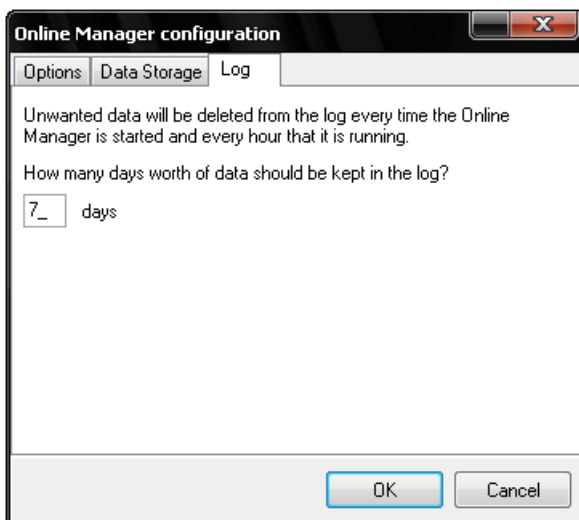 Online Manager configuration
Options Data Storage Log
Unwanted data will be deleted from the log every time the Online
Manager is started and every hour that it is running.
How many days worth of data should be kept in the log?
7_ days
OK Cancel